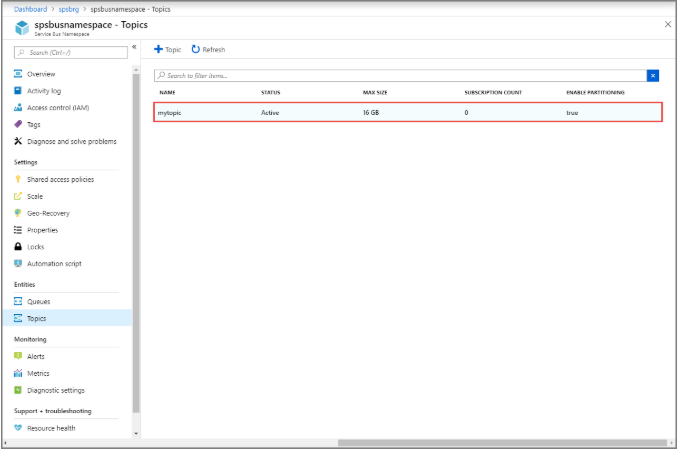 Dashboard > spsbrg > spsbusnamespace - Topics
spsbusnamespace - Topics
Service Bus Namespace
Search (Ctrl+/)
Overview
Activity log
Access control (IAM)
Tags
Diagnose and solve problems
Settings
Shared access policies
Scale
Geo-Recovery
Properties
Locks
Automation script
Entities
Queues
Topics
Monitoring
Alerts
Metrics
Diagnostic settings
Support + troubleshooting
Resource health
Topic Refresh
Search to filter items...
NAME STATUS MAX SIZE SUBSCRIPTION COUNT ENABLE PARTITIONING
mytopic Active 16 GB 0 true